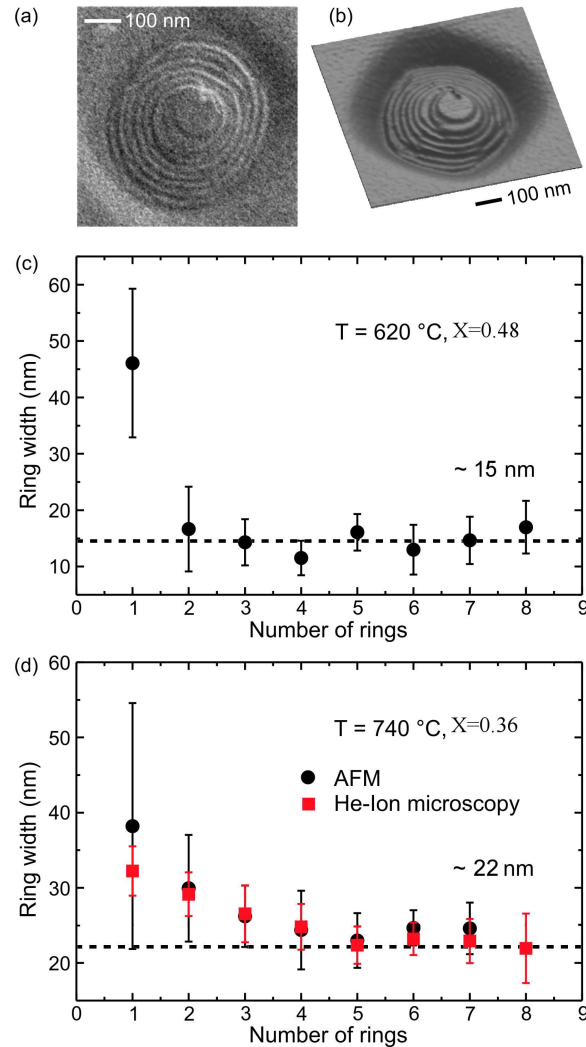 (a)
100 nm
(b)
100 nm
(c)
60
50
40
30
20
10
Ring width (nm)
T = 620 °C, X=0.48
~ 15 nm
0 1 2 3 4 5 6 7 8 9
Number of rings
(d)
60
50
40
30
20
Ring width (nm)
T = 740 °C, X=0.36
AFM
He-Ion microscopy
~ 22 nm
0 1 2 3 4 5 6 7 8 9
Number of rings